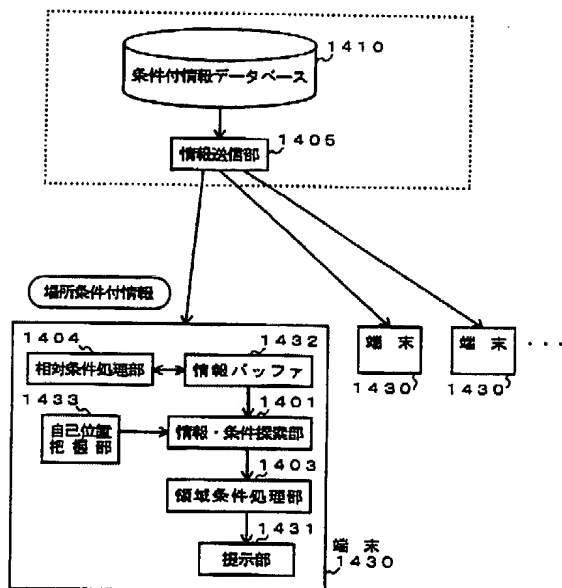 条件付情報データベース
1410
情報送信部
1405
場所条件付情報
1404
相対条件処理部
1432
情報バッファ
1433
自己位置
把握部
1401
情報・条件探索部
1403
領域条件処理部
1431
提示部
端末
1430
端末
1430
端末
1430
・・・